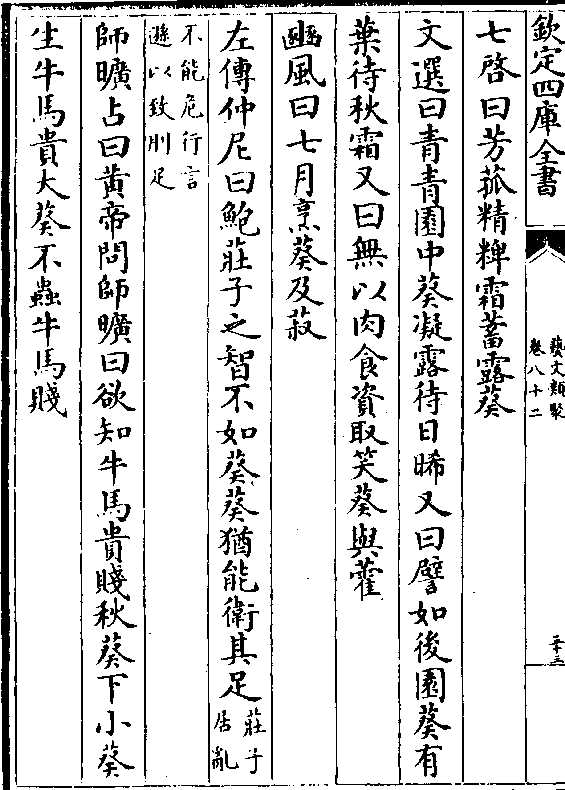 欽定四庫全書
藝文類聚
卷八十二
二十三
七啓曰芳菰精粺霜蓄露葵
文選曰青青園中葵凝露待日晞又曰譬如後園葵有
葉待秋霜又曰無以肉食資取笑葵與藿
豳風曰七月烹葵及菽
左傳仲尼曰鮑莊子之智不如葵葵猶能衛其足莊子
居亂
不能危行言
遜以致刖足
師曠占曰黄帝問師曠曰欲知牛馬貴賤秋葵下小葵
生牛馬貴大葵不蟲牛馬賤